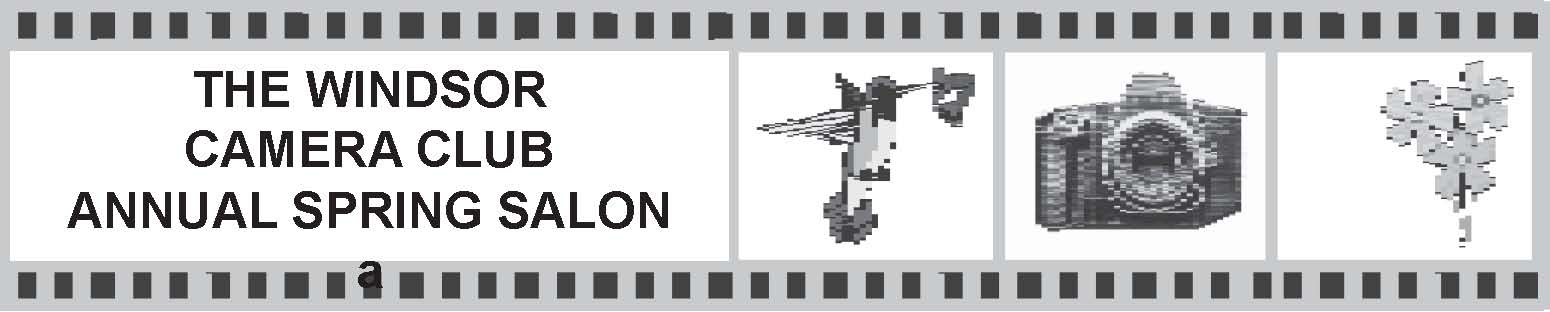 THE WINDSOR
CAMERA CLUB
ANNUAL SPRING SALON
a